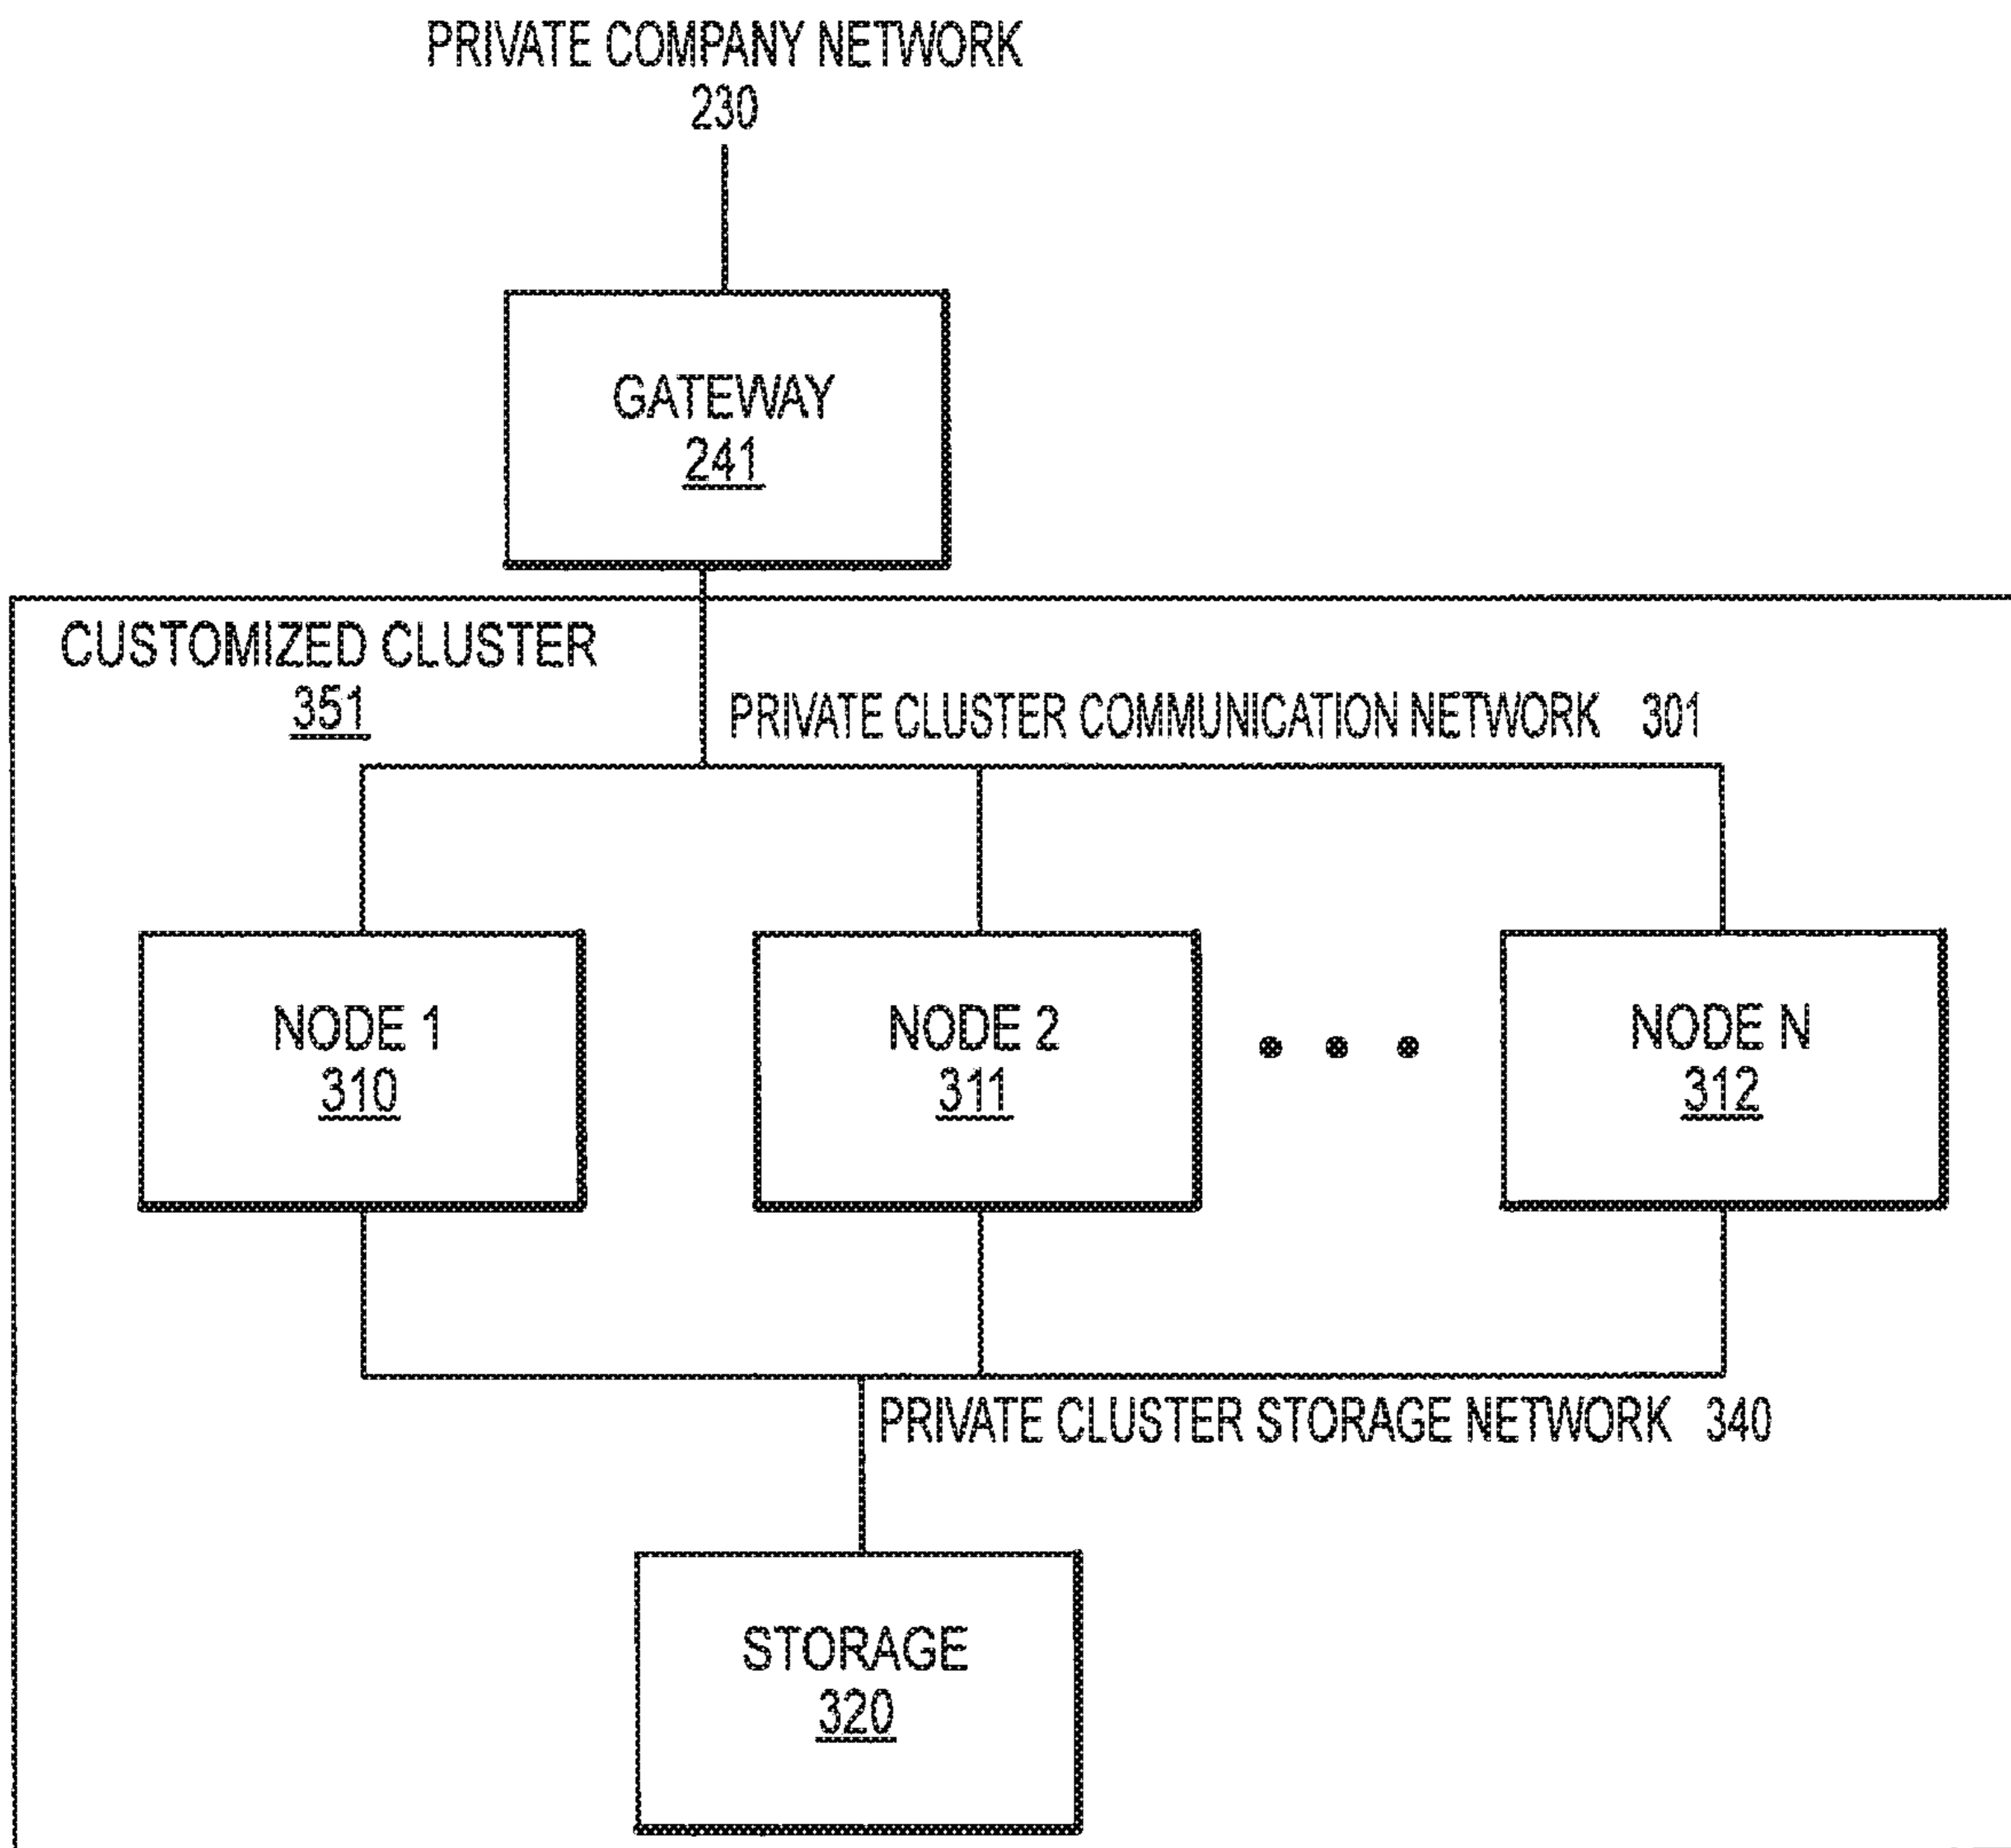 PRIVATE COMPANY NETWORK
230
GATEWAY
241
CUSTOMIZED CLUSTER
351
PRIVATE CLUSTER COMMUNICATION NETWORK 301
NODE 1
310
NODE 2
311
NODE N
312
PRIVATE CLUSTER STORAGE NETWORK 340
STORAGE
320